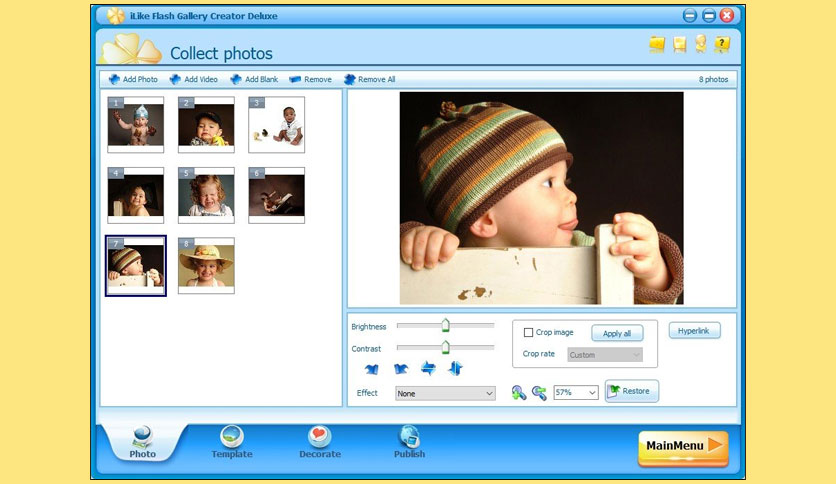 iLike Flash Gallery Creator Deluxe
Collect photos
Add Photo Add Video Add Blank Remove Remove All 8 photos
1 2 3
4 5 6
7 8
Brightness
Contrast
Crop image Apply all Hyperlink
Crop rate Custom
Effect None 57% Restore
Photo Template Decorate Publish MainMenu